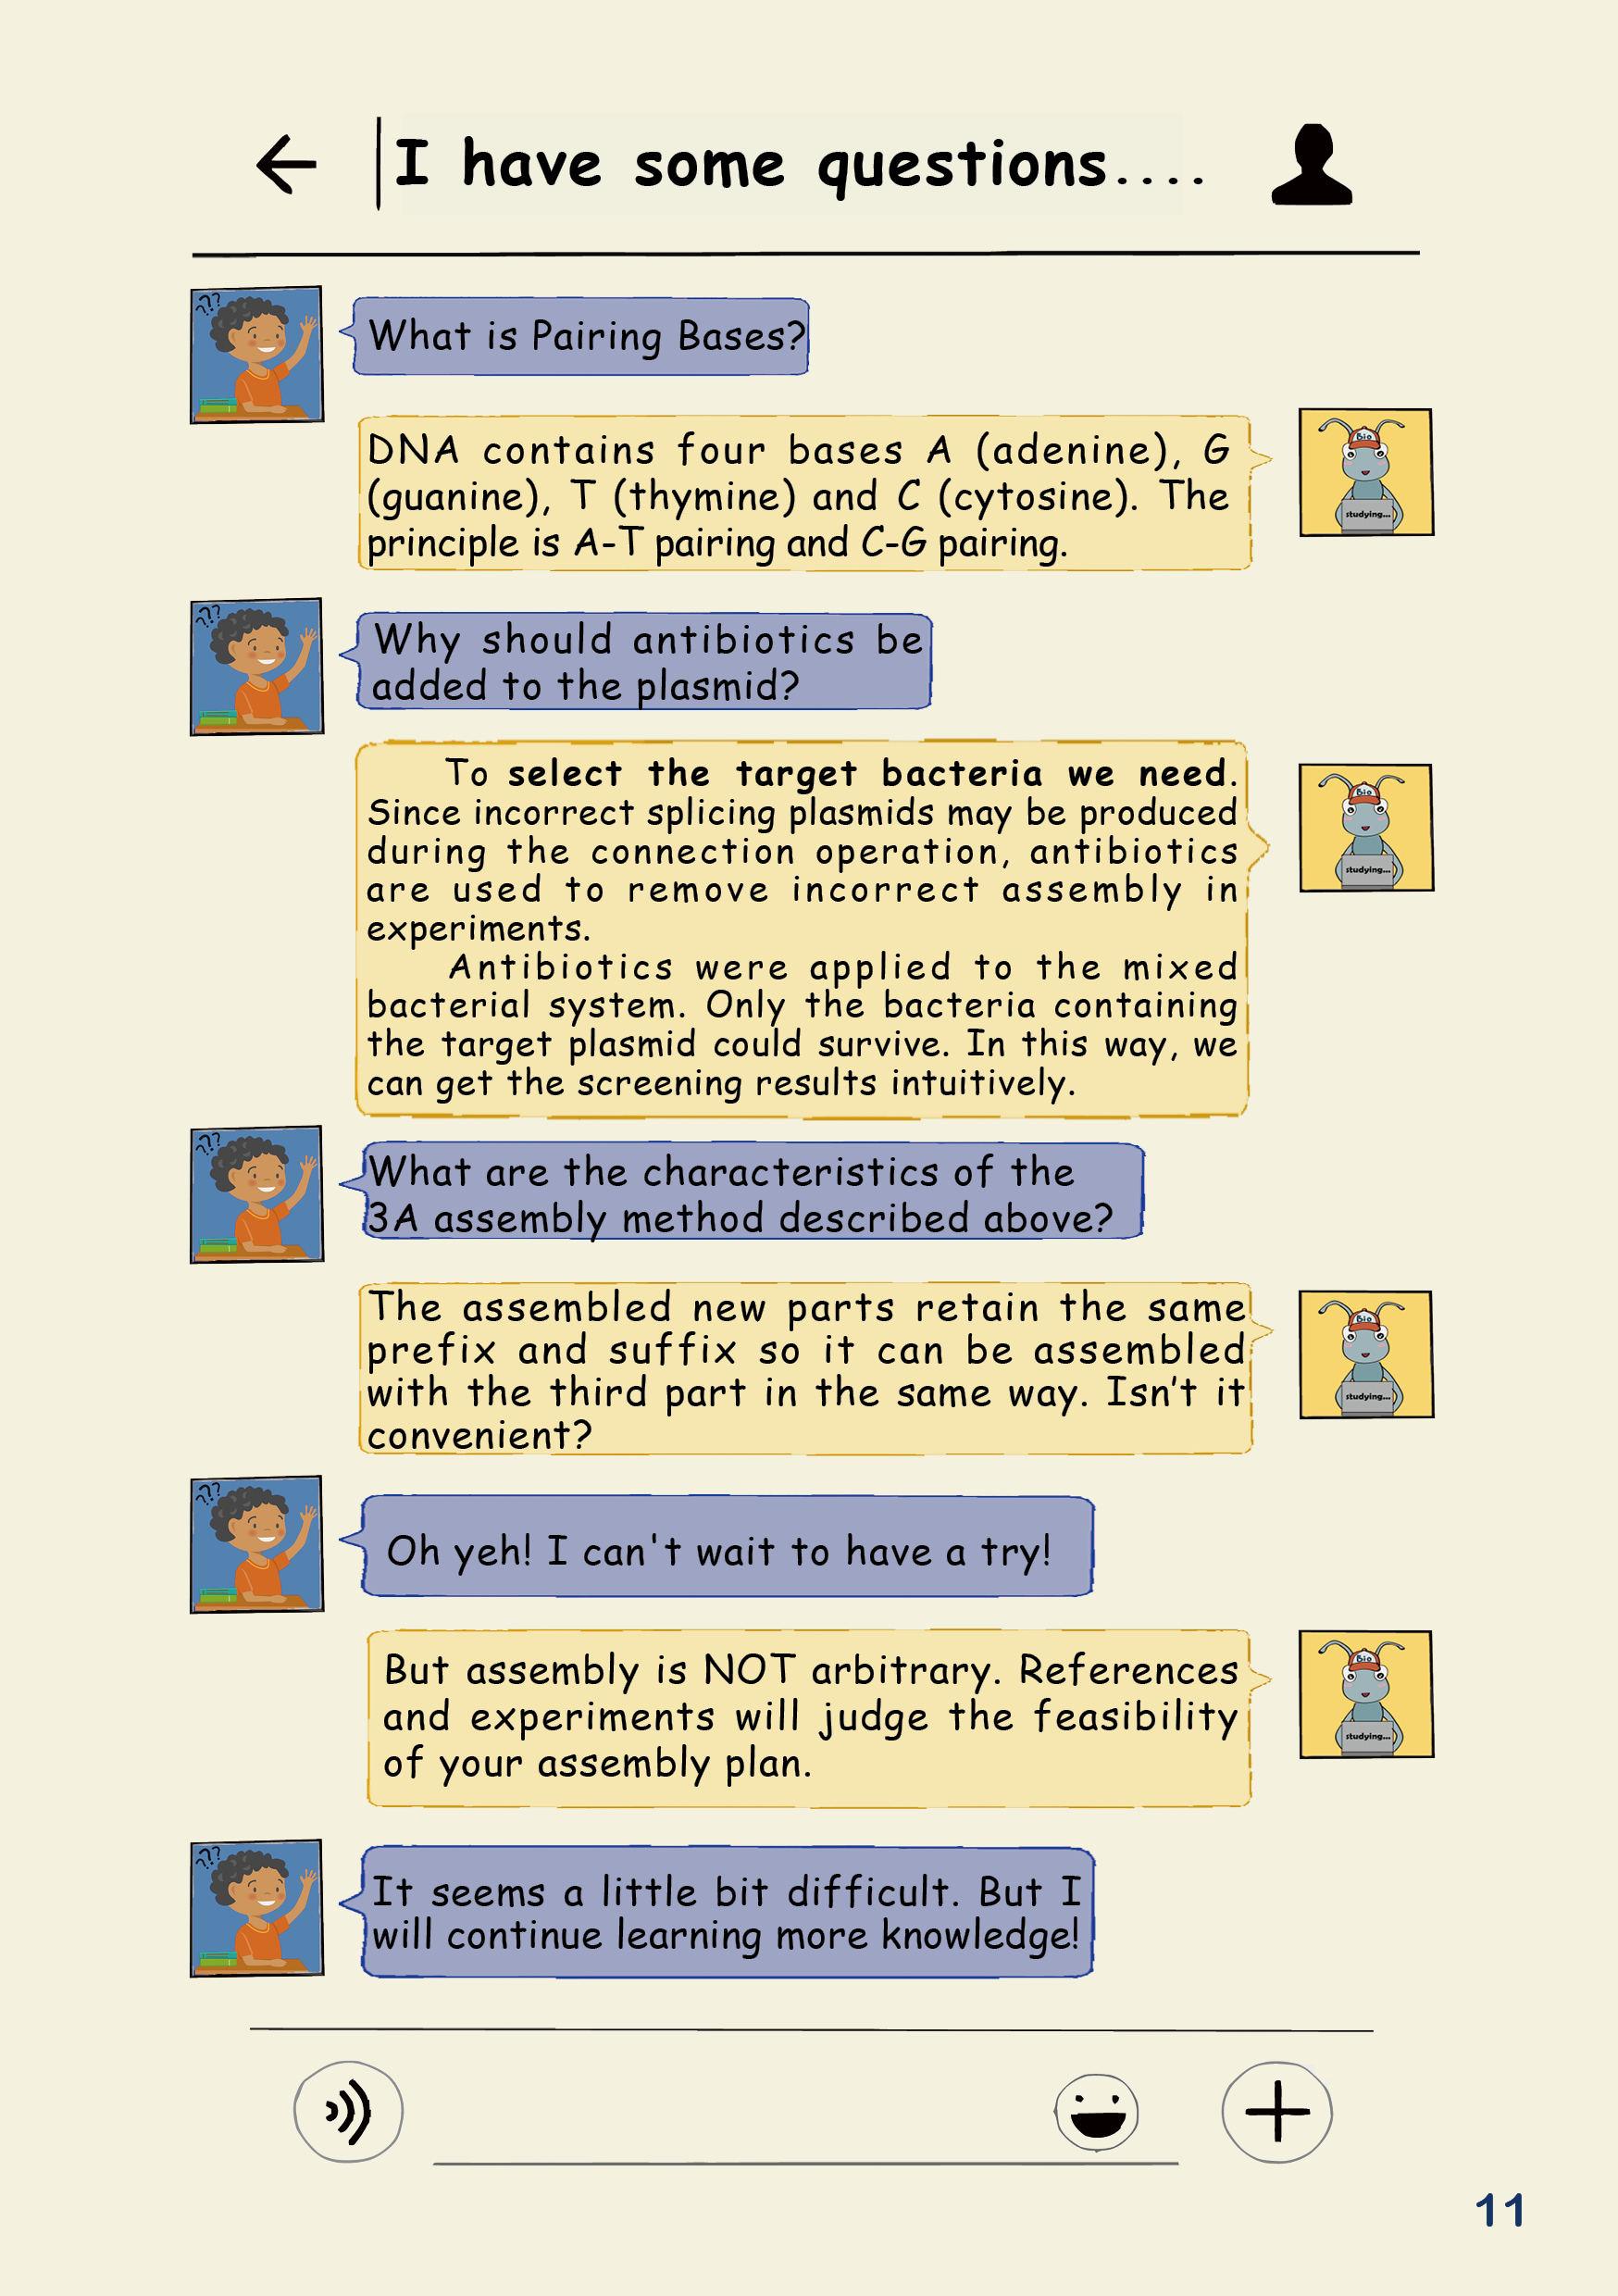 I have some questions....
???
What is Pairing Bases?
DNA contains four bases A (adenine), G
(guanine), T (thymine) and C (cytosine). The
principle is A-T pairing and C-G pairing.
Bio
studying...
???
Why should antibiotics be
added to the plasmid?
To select the target bacteria we need.
Since incorrect splicing plasmids may be produced
during the connection operation, antibiotics
are used to remove incorrect assembly in
experiments.
Antibiotics were applied to the mixed
bacterial system. Only the bacteria containing
the target plasmid could survive. In this way, we
can get the screening results intuitively.
Bio
studying...
???
What are the characteristics of the
3A assembly method described above?
The assembled new parts retain the same
prefix and suffix so it can be assembled
with the third part in the same way. Isn't it
convenient?
Bio
studying...
???
Oh yeh! I can't wait to have a try!
But assembly is NOT arbitrary. References
and experiments will judge the feasibility
of your assembly plan.
Bio
studying...
???
It seems a little bit difficult. But I
will continue learning more knowledge!
11